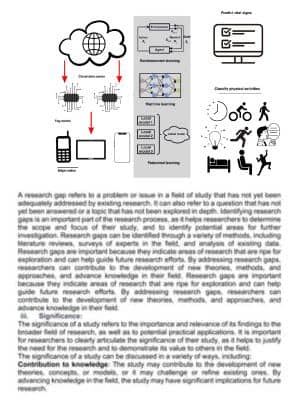 Predict vital signs
Cloud data center
Agent
Reinforcement learning
Fog nodes
Machine learning
Classify physical activities
Local model 1
Local model 2
Global model
Edge nodes
Federated learning
A research gap refers to a problem or issue in a field of study that has not yet been
adequately addressed by existing research. It can also refer to a question that has not
yet been answered or a topic that has not been explored in depth. Identifying research
gaps is an important part of the research process, as it helps researchers to determine
the scope and focus of their study, and to identify potential areas for further
investigation. Research gaps can be identified through a variety of methods, including
literature reviews, surveys of experts in the field, and analysis of existing data.
Research gaps are important because they indicate areas of research that are ripe for
exploration and can help guide future research efforts. By addressing research gaps,
researchers can contribute to the development of new theories, methods, and
approaches, and advance knowledge in their field. Research gaps are important
because they indicate areas of research that are ripe for exploration and can help
guide future research efforts. By addressing research gaps, researchers can
contribute to the development of new theories, methods, and approaches, and
advance knowledge in their field.
iii. Significance:
The significance of a study refers to the importance and relevance of its findings to the
broader field of research, as well as to potential practical applications. It is important
for researchers to clearly articulate the significance of their study, as it helps to justify
the need for the research and to demonstrate its value to others in the field.
The significance of a study can be discussed in a variety of ways, including:
Contribution to knowledge: The study may contribute to the development of new
theories, concepts, or models, or it may challenge or refine existing ones. By
advancing knowledge in the field, the study may have significant implications for future
research.